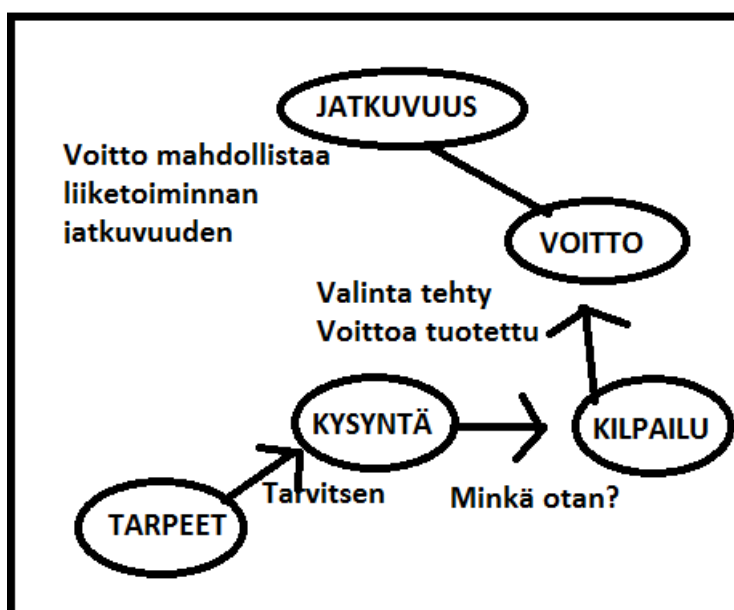 JATKUVUUS
Voitto mahdollistaa
liiketoiminnan
jatkuvuuden
VOITTO
Valinta tehty
Voittoa tuotettu
KYSYNTÄ
KILPAILU
Tarvitsen
Minkä otan?
TARPEET